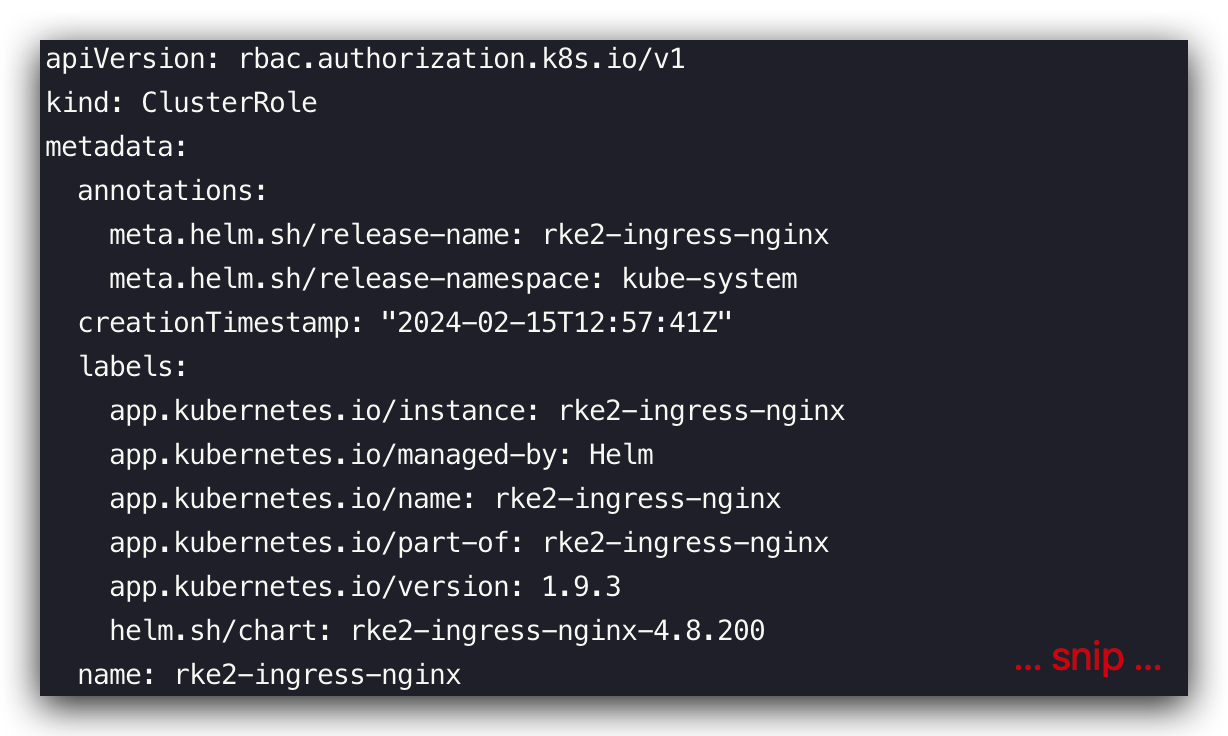 apiVersion: rbac.authorization.k8s.io/v1
kind: ClusterRole
metadata:
  annotations:
    meta.helm.sh/release-name: rke2-ingress-nginx
    meta.helm.sh/release-namespace: kube-system
  creationTimestamp: "2024-02-15T12:57:41Z"
  labels:
    app.kubernetes.io/instance: rke2-ingress-nginx
    app.kubernetes.io/managed-by: Helm
    app.kubernetes.io/name: rke2-ingress-nginx
    app.kubernetes.io/part-of: rke2-ingress-nginx
    app.kubernetes.io/version: 1.9.3
    helm.sh/chart: rke2-ingress-nginx-4.8.200
  name: rke2-ingress-nginx
... snip ...